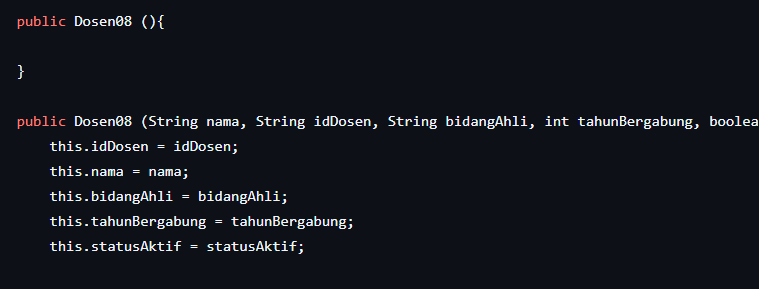 public Dosen08 (){
}
public Dosen08 (String nama, String idDosen, String bidangAhli, int tahunBergabung, boolea
this.idDosen = idDosen;
this.nama = nama;
this.bidangAhli = bidangAhli;
this.tahunBergabung = tahunBergabung;
this.statusAktif = statusAktif;